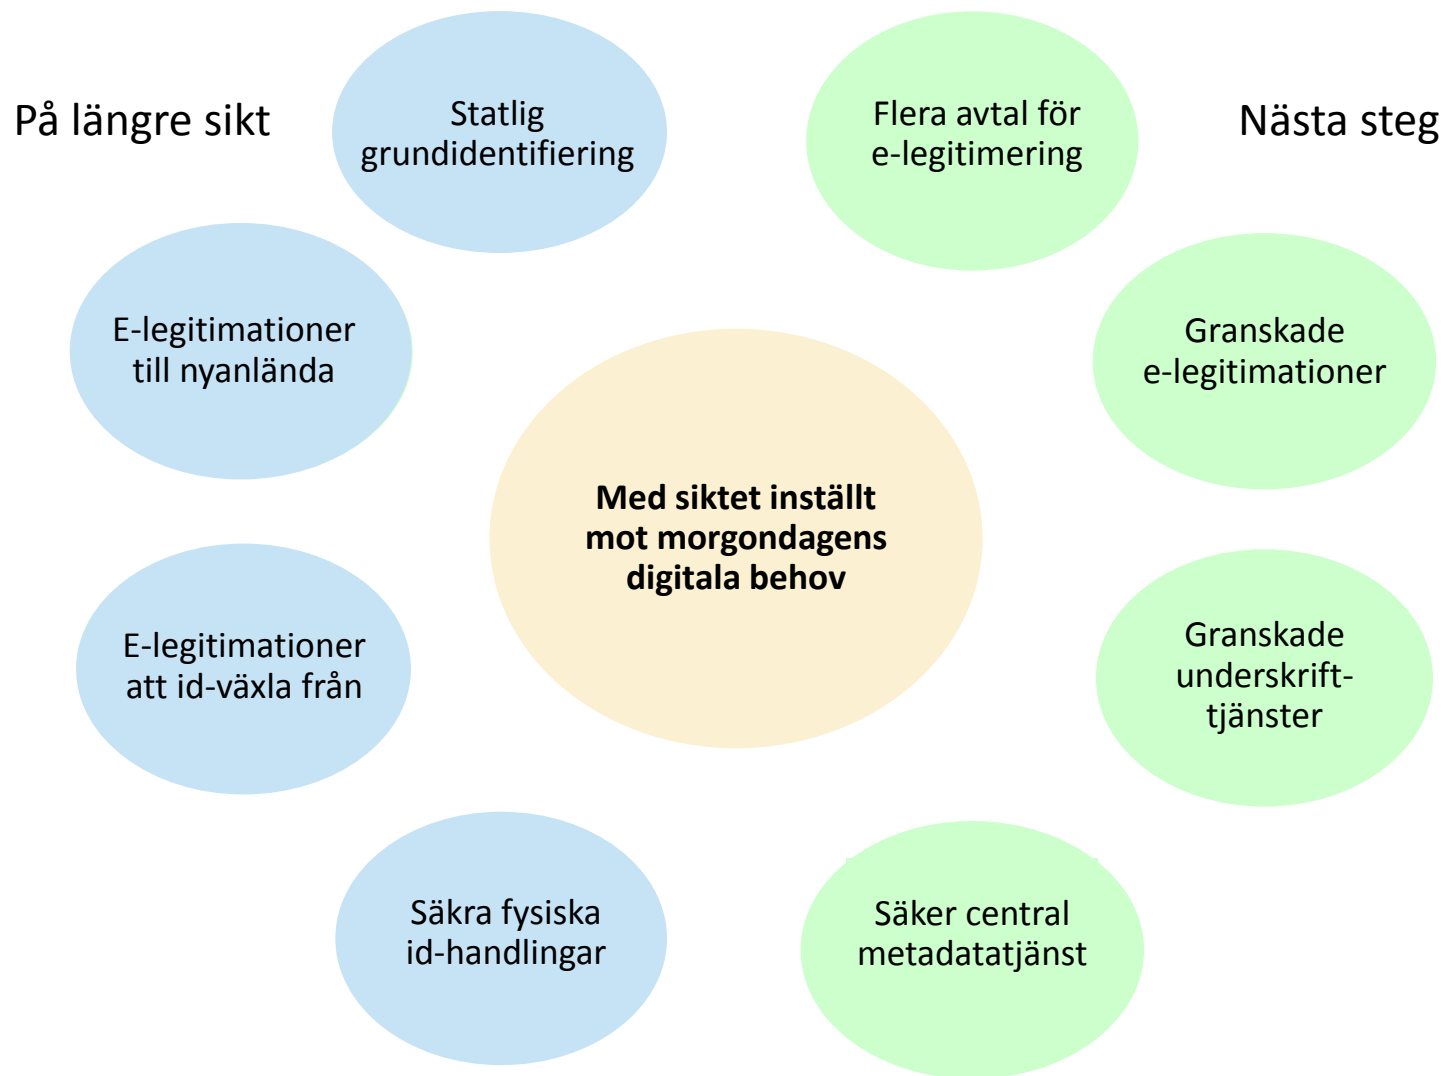 På längre sikt
Statlig
grundidentifiering
Flera avtal för
e-legitimering
Nästa steg
E-legitimationer
till nyanlända
Granskade
e-legitimationer
Med siktet inställt
mot morgondagens
digitala behov
E-legitimationer
att id-växla från
Granskade
underskrift-
tjänster
Säkra fysiska
id-handlingar
Säker central
metadatatjänst